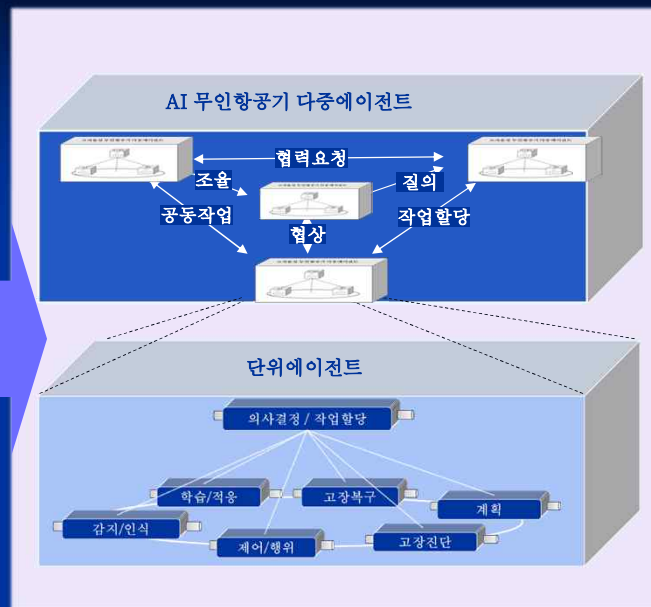 AI 무인항공기 다중에이전트
협력요청
조율
질의
공동작업
작업할당
협상
단위에이전트
의사결정 / 작업할당
학습/적응
고장복구
계획
감지/인식
고장진단
제어/행위